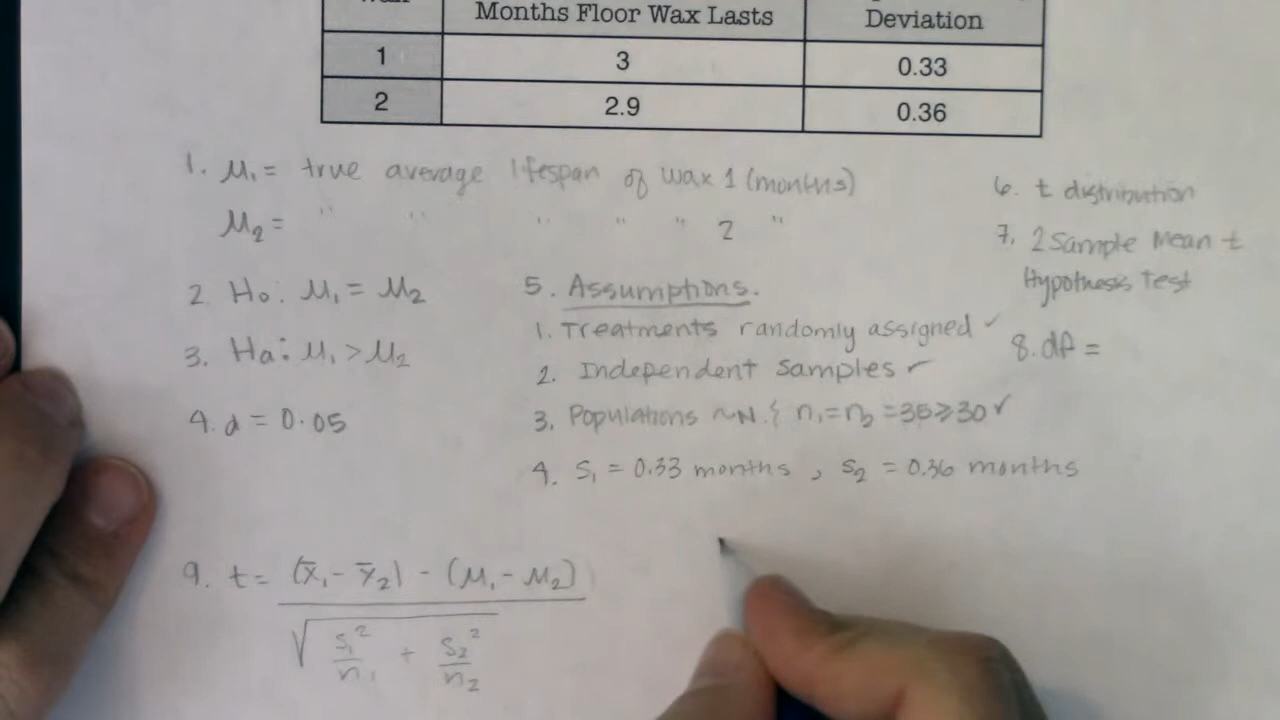 Months Floor Wax Lasts Deviation
1 3 0.33
2 2.9 0.36
1. μ₁ = true average lifespan of wax 1 (months)
μ₂ = " " " " " 2 "
2. H₀: μ₁ = μ₂
3. Ha: μ₁ > μ₂
4. α = 0.05
5. Assumptions.
1. Treatments randomly assigned ✓
2. Independent samples ✓
3. Populations ~N. & n₁ = n₂ = 35 ≥ 30 ✓
4. s₁ = 0.33 months, s₂ = 0.36 months
6. t distribution
7. 2 Sample Mean t
Hypothesis Test
8. df =
9. t = (x̄₁ - x̄₂) - (μ₁ - μ₂)
√ s₁²/n₁ + s₂²/n₂